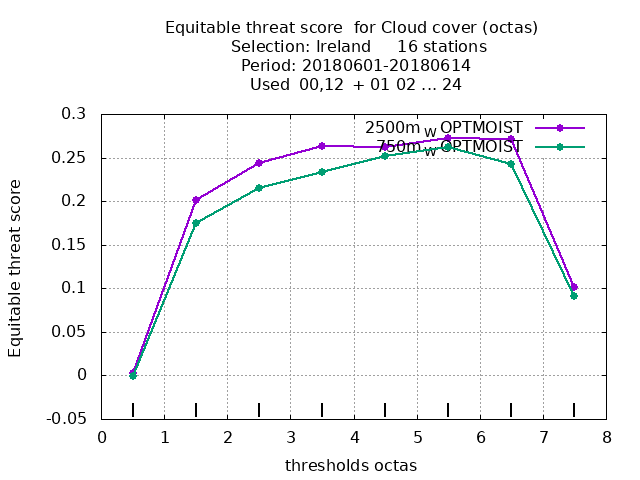 Equitable threat score  for Cloud cover (octas)
Selection: Ireland     16 stations
Period: 20180601-20180614
Used  00,12  + 01 02 ... 24
2500m W OPTMOIST
750m W OPTMOIST
0.3
0.25
0.2
0.15
0.1
0.05
0
-0.05
Equitable threat score
0 1 2 3 4 5 6 7 8
thresholds octas